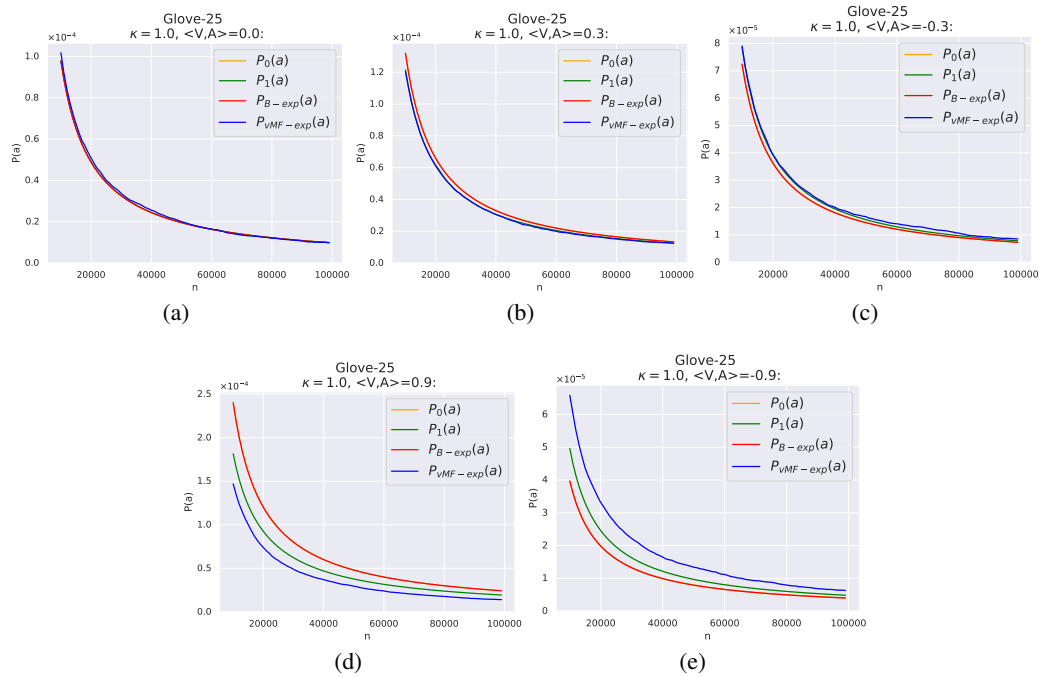 Glove-25
κ = 1.0, <V,A>=0.0:
×10⁻⁴
P(a)
1.0
0.8
0.6
0.4
0.2
0.0
P₀(a)
P₁(a)
P_{B−exp}(a)
P_{vMF−exp}(a)
20000 40000 60000 80000 100000
n
(a)
Glove-25
κ = 1.0, <V,A>=0.3:
×10⁻⁴
P(a)
1.2
1.0
0.8
0.6
0.4
0.2
0.0
P₀(a)
P₁(a)
P_{B−exp}(a)
P_{vMF−exp}(a)
20000 40000 60000 80000 100000
n
(b)
Glove-25
κ = 1.0, <V,A>=-0.3:
×10⁻⁵
P(a)
8
7
6
5
4
3
2
1
0
P₀(a)
P₁(a)
P_{B−exp}(a)
P_{vMF−exp}(a)
20000 40000 60000 80000 100000
n
(c)
Glove-25
κ = 1.0, <V,A>=0.9:
×10⁻⁴
P(a)
2.5
2.0
1.5
1.0
0.5
0.0
P₀(a)
P₁(a)
P_{B−exp}(a)
P_{vMF−exp}(a)
20000 40000 60000 80000 100000
n
(d)
Glove-25
κ = 1.0, <V,A>=-0.9:
×10⁻⁵
P(a)
6
5
4
3
2
1
0
P₀(a)
P₁(a)
P_{B−exp}(a)
P_{vMF−exp}(a)
20000 40000 60000 80000 100000
n
(e)